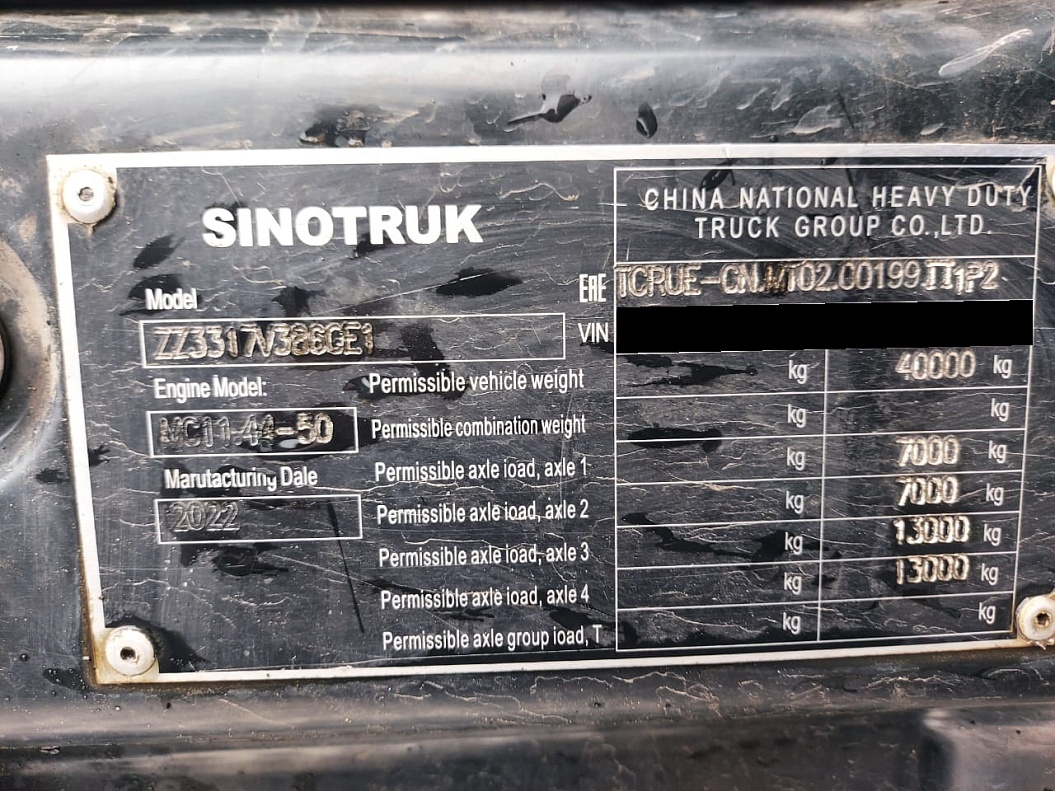 SINOTRUK
CHINA NATIONAL HEAVY DUTY
TRUCK GROUP CO.,LTD.
EAC TCRUE-CN.MT02.00199 II1P2
Model
ZZ3317V386GE1
VIN
Engine Model:
MC11.44-50
Marutacturing Dale
2022
Permissible vehicle weight kg 40000 kg
Permissible combination weight kg kg
Permissible axle ioad, axle 1 kg 7000 kg
Permissible axle ioad, axle 2 kg 7000 kg
Permissible axle ioad, axle 3 kg 13000 kg
Permissible axle ioad, axle 4 kg 13000 kg
Permissible axle group ioad, T kg kg